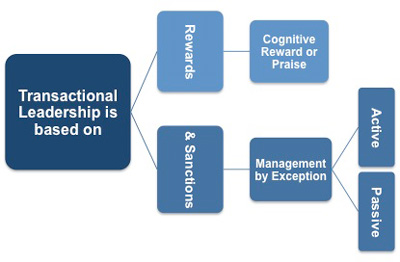 Transactional
Leadership is
based on
Rewards
Cognitive
Reward or
Praise
& Sanctions
Management
by Exception
Active
Passive